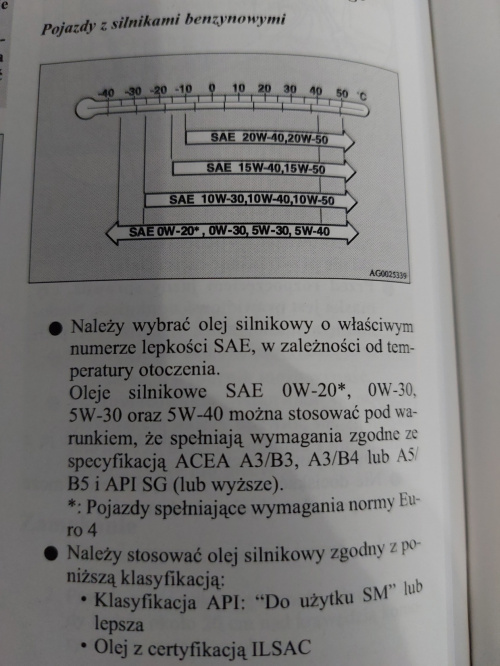 Pojazdy z silnikami benzynowymi
-40 -30 -20 -10 0 10 20 30 40 50 °C
SAE 20W-40,20W-50
SAE 15W-40,15W-50
SAE 10W-30,10W-40,10W-50
SAE 0W-20*, 0W-30, 5W-30, 5W-40
AG0025339
● Należy wybrać olej silnikowy o właściwym
numerze lepkości SAE, w zależności od tem-
peratury otoczenia.
Oleje silnikowe SAE 0W-20*, 0W-30,
5W-30 oraz 5W-40 można stosować pod wa-
runkiem, że spełniają wymagania zgodne ze
specyfikacją ACEA A3/B3, A3/B4 lub A5/
B5 i API SG (lub wyższe).
*: Pojazdy spełniające wymagania normy Eu-
ro 4
● Należy stosować olej silnikowy zgodny z po-
niższą klasyfikacją:
• Klasyfikacja API: “Do użytku SM” lub
lepsza
• Olej z certyfikacją ILSAC